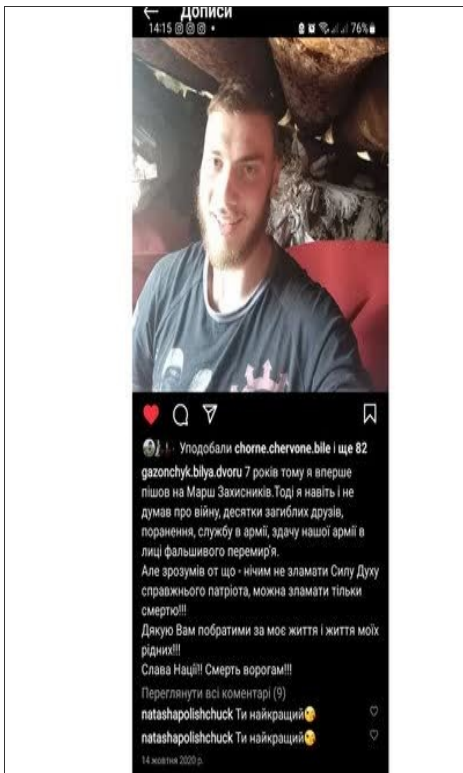 Дописи
14:15
76%
Уподобали chorne.chervone.bile і ще 82
gazonchyk.bilya.dvoru 7 років тому я вперше
пішов на Марш Захисників.Тоді я навіть і не
думав про війну, десятки загиблих друзів,
поранення, службу в армії, здачу нашої армії в
лиці фальшивого перемир'я.
Але зрозумів от що - нічим не зламати Силу Духу
справжнього патріота, можна зламати тільки
смертю!!!
Дякую Вам побратими за моє життя і життя моїх
рідних!!!
Слава Нації!! Смерть ворогам!!!
Переглянути всі коментарі (9)
natashapolishchuck Ти найкращий😘
natashapolishchuck Ти найкращий😘
14 жовтня 2020 р.